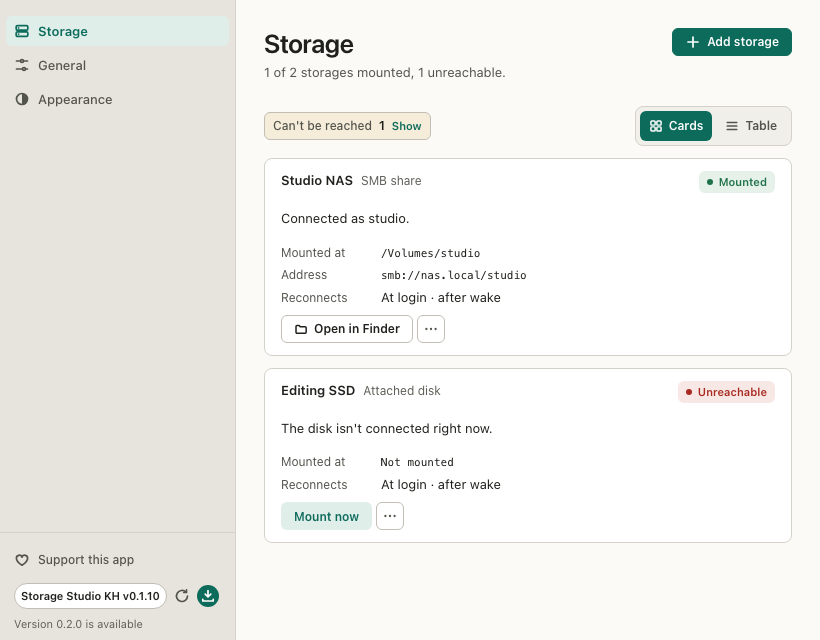 Storage
General
Appearance
Support this app
Storage Studio KH v0.1.10
Version 0.2.0 is available
Storage
Add storage
1 of 2 storages mounted, 1 unreachable.
Can't be reached 1 Show
Cards Table
Studio NAS SMB share Mounted
Connected as studio.
Mounted at /Volumes/studio
Address smb://nas.local/studio
Reconnects At login · after wake
Open in Finder ···
Editing SSD Attached disk Unreachable
The disk isn't connected right now.
Mounted at Not mounted
Reconnects At login · after wake
Mount now ···